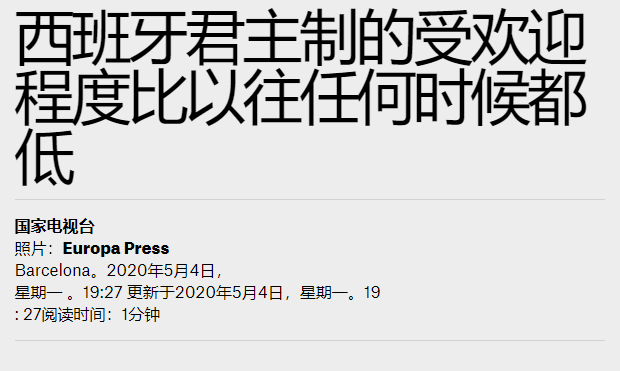 西班牙君主制的受欢迎
程度比以往任何时候都
低
国家电视台
照片：Europa Press
Barcelona。2020年5月4日，
星期一 。19:27 更新于2020年5月4日，星期一。19
: 27阅读时间：1分钟